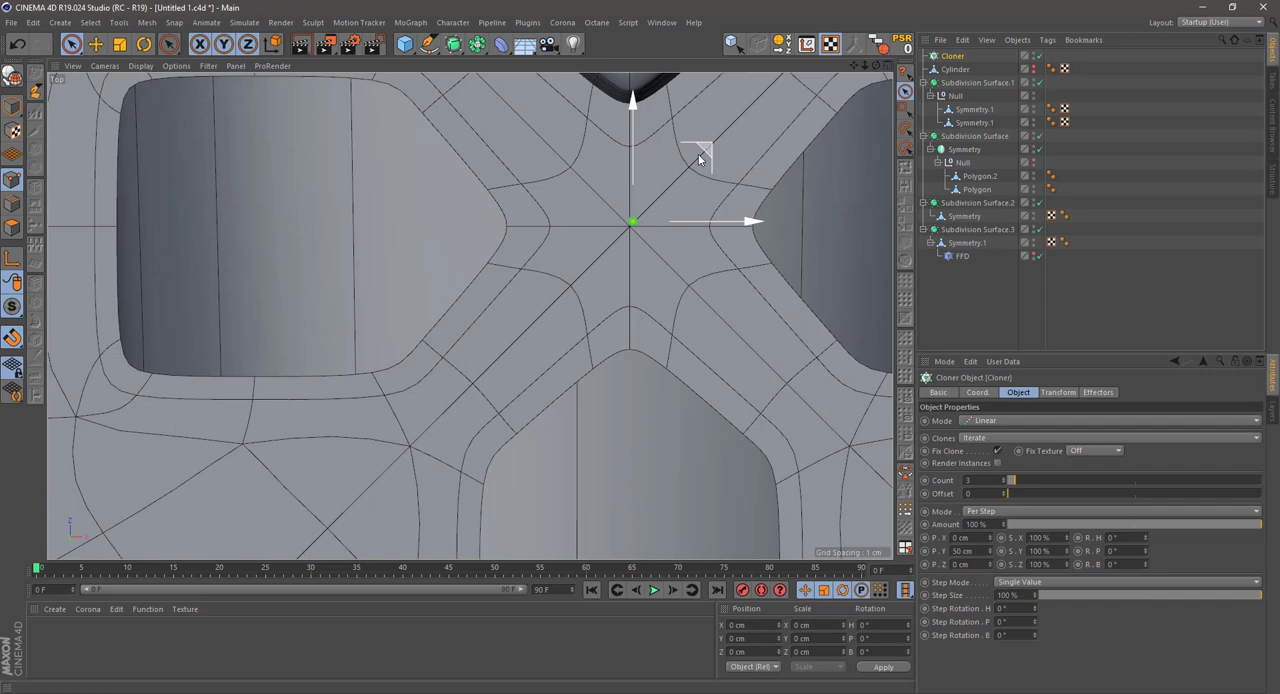 CINEMA 4D R19.024 Studio (RC - R19) - [Untitled 1.c4d *] - Main
File Edit Create Select Tools Mesh Snap Animate Simulate Render Sculpt Motion Tracker MoGraph Character Pipeline Plugins Corona Octane Script Window Help
Layout: Startup (User)
X Y Z
PSR
0
View Cameras Display Options Filter Panel ProRender
Top
Z
X
Grid Spacing : 1 cm
File Edit View Objects Tags Bookmarks
Cloner
Cylinder
Subdivision Surface.1
Null
Symmetry.1
Symmetry.1
Subdivision Surface
Symmetry
Null
Polygon.2
Polygon
Subdivision Surface.2
Symmetry
Subdivision Surface.3
Symmetry.1
FFD
Objects
Takes
Content Browser
Structure
Mode Edit User Data
Cloner Object [Cloner]
Basic Coord. Object Transform Effectors
Object Properties
Mode Linear
Clones Iterate
Fix Clone Fix Texture Off
Render Instances
Count 3
Offset 0
Mode Per Step
Amount 100 %
P . X 0 cm S . X 100 % R . H 0 °
P . Y 50 cm S . Y 100 % R . P 0 °
P . Z 0 cm S . Z 100 % R . B 0 °
Step Mode Single Value
Step Size 100 %
Step Rotation . H 0 °
Step Rotation . P 0 °
Step Rotation . B 0 °
Attributes
Layers
0 5 10 15 20 25 30 35 40 45 50 55 60 65 70 75 80 85 90 0 F
0 F 0 F 90 F 90 F
Create Corona Edit Function Texture
Position Scale Rotation
X 0 cm X 0 cm H 0 °
Y 0 cm Y 0 cm P 0 °
Z 0 cm Z 0 cm B 0 °
Object (Rel) Scale Apply
MAXON
CINEMA 4D